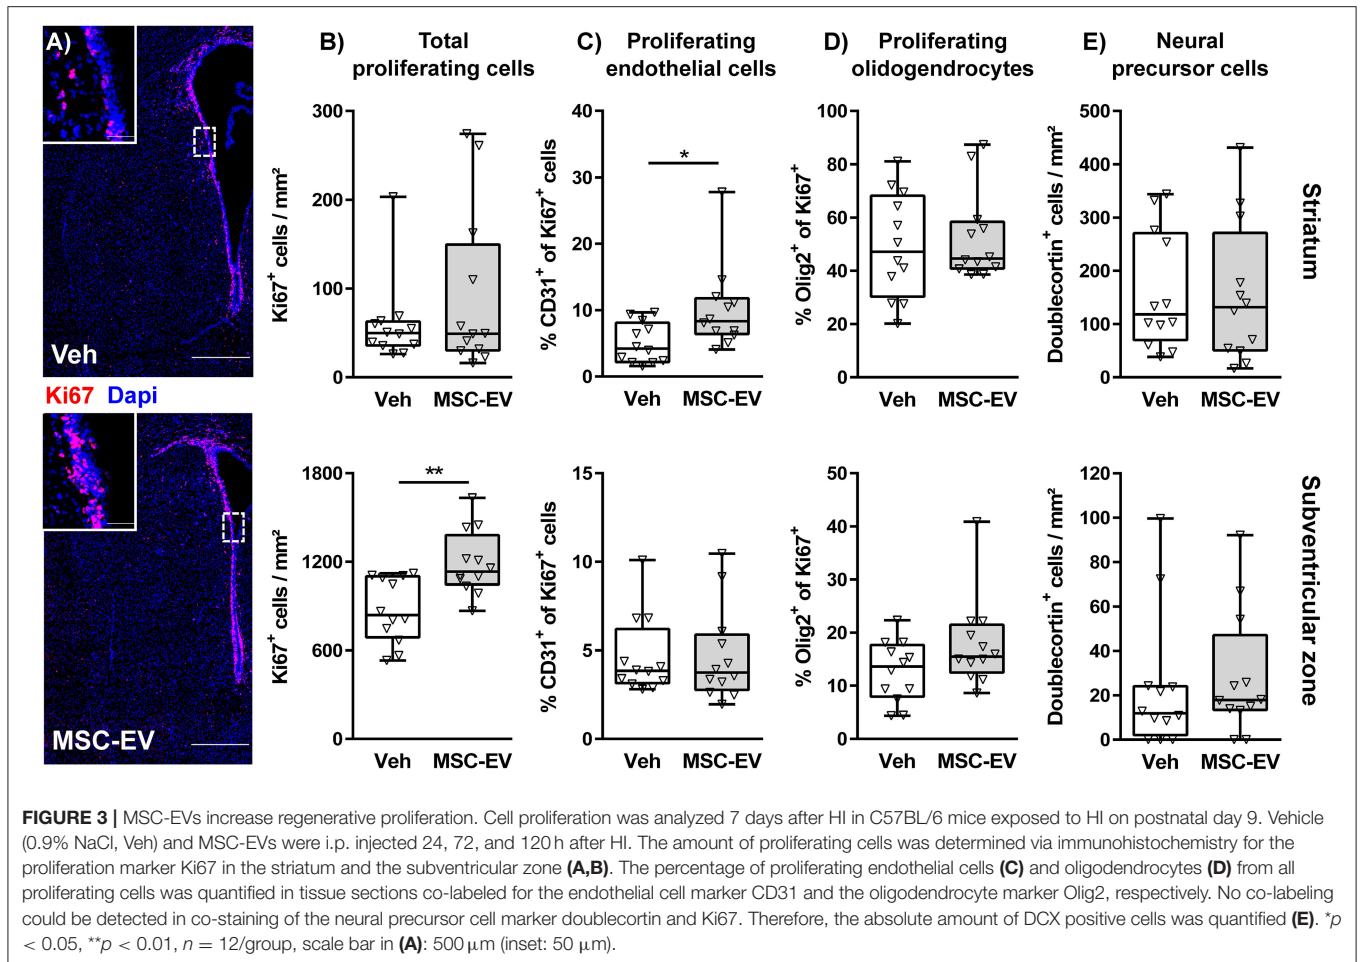 A)
Veh
Ki67 Dapi
MSC-EV
B) Total
proliferating cells
C) Proliferating
endothelial cells
D) Proliferating
olidogendrocytes
E) Neural
precursor cells
Ki67⁺ cells / mm²
300
200
100
0
Veh MSC-EV
% CD31⁺ of Ki67⁺ cells
40
30
20
10
0
*
Veh MSC-EV
% Olig2⁺ of Ki67⁺
100
80
60
40
20
0
Veh MSC-EV
Doublecortin⁺ cells / mm²
500
400
300
200
100
0
Veh MSC-EV
Striatum
Ki67⁺ cells / mm²
1800
1200
600
0
**
Veh MSC-EV
% CD31⁺ of Ki67⁺ cells
15
10
5
0
Veh MSC-EV
% Olig2⁺ of Ki67⁺
50
40
30
20
10
0
Veh MSC-EV
Doublecortin⁺ cells / mm²
120
100
80
60
40
20
0
Veh MSC-EV
Subventricular zone
FIGURE 3 | MSC-EVs increase regenerative proliferation. Cell proliferation was analyzed 7 days after HI in C57BL/6 mice exposed to HI on postnatal day 9. Vehicle
(0.9% NaCl, Veh) and MSC-EVs were i.p. injected 24, 72, and 120 h after HI. The amount of proliferating cells was determined via immunohistochemistry for the
proliferation marker Ki67 in the striatum and the subventricular zone (A,B). The percentage of proliferating endothelial cells (C) and oligodendrocytes (D) from all
proliferating cells was quantified in tissue sections co-labeled for the endothelial cell marker CD31 and the oligodendrocyte marker Olig2, respectively. No co-labeling
could be detected in co-staining of the neural precursor cell marker doublecortin and Ki67. Therefore, the absolute amount of DCX positive cells was quantified (E). *p
< 0.05, **p < 0.01, n = 12/group, scale bar in (A): 500 μm (inset: 50 μm).